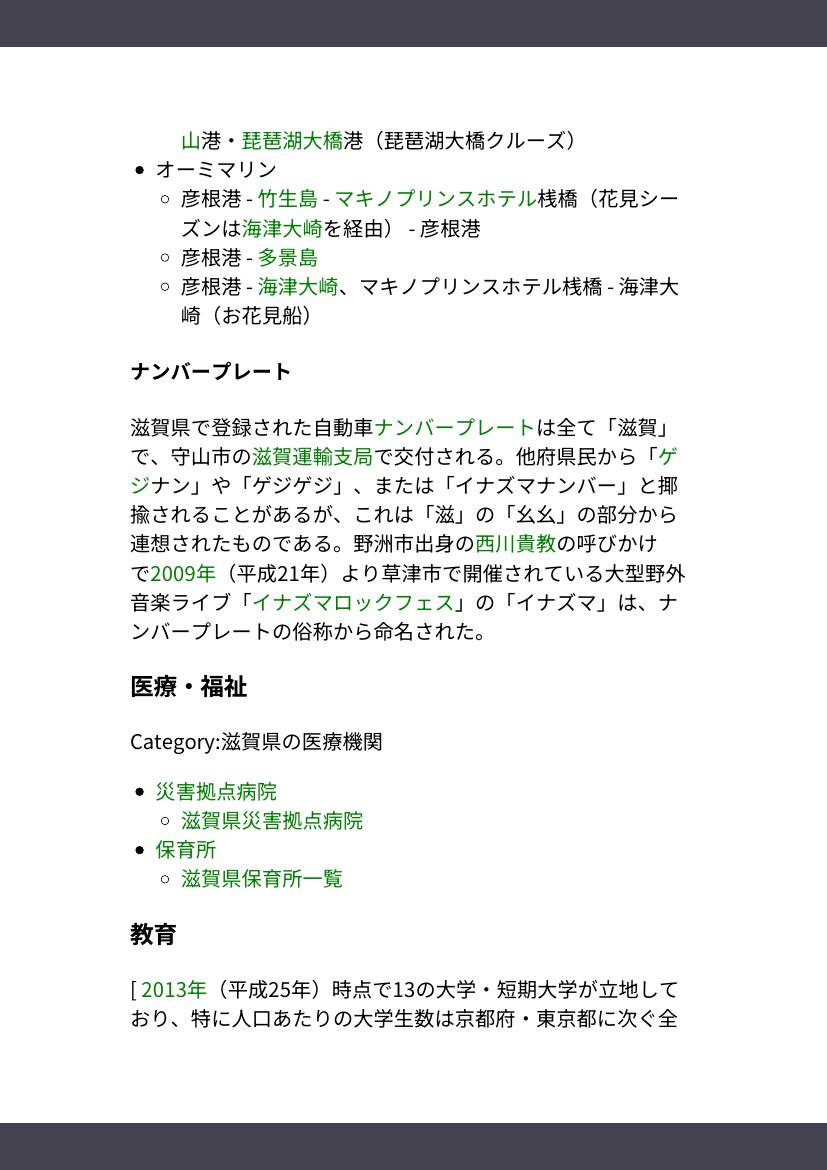 山港・琵琶湖大橋港（琵琶湖大橋クルーズ）
• オーミマリン
○ 彦根港 - 竹生島 - マキノプリンスホテル桟橋（花見シー
ズンは海津大崎を経由） - 彦根港
○ 彦根港 - 多景島
○ 彦根港 - 海津大崎、マキノプリンスホテル桟橋 - 海津大
崎（お花見船）
ナンバープレート
滋賀県で登録された自動車ナンバープレートは全て「滋賀」
で、守山市の滋賀運輸支局で交付される。他府県民から「ゲ
ジナン」や「ゲジゲジ」、または「イナズマナンバー」と揶
揄されることがあるが、これは「滋」の「幺幺」の部分から
連想されたものである。野洲市出身の西川貴教の呼びかけ
で2009年（平成21年）より草津市で開催されている大型野外
音楽ライブ「イナズマロックフェス」の「イナズマ」は、ナ
ンバープレートの俗称から命名された。
医療・福祉
Category:滋賀県の医療機関
• 災害拠点病院
○ 滋賀県災害拠点病院
• 保育所
○ 滋賀県保育所一覧
教育
[ 2013年（平成25年）時点で13の大学・短期大学が立地して
おり、特に人口あたりの大学生数は京都府・東京都に次ぐ全